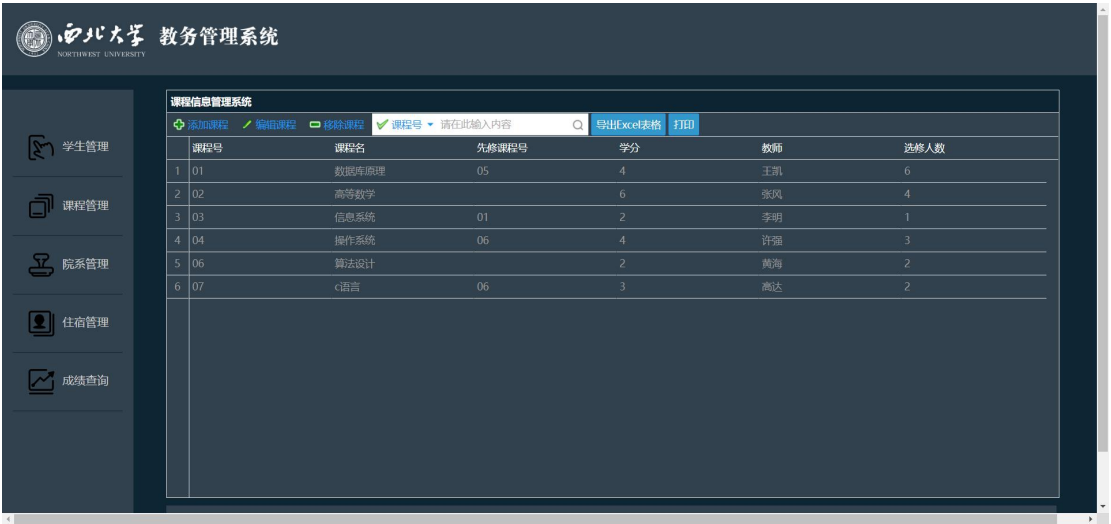 西北大学 教务管理系统
NORTHWEST UNIVERSITY
学生管理
课程管理
院系管理
住宿管理
成绩查询
课程信息管理系统
添加课程 编辑课程 移除课程 课程号 请在此输入内容 导出Excel表格 打印
课程号 课程名 先修课程号 学分 教师 选修人数
1 01 数据库原理 05 4 王凯 6
2 02 高等数学 6 张风 4
3 03 信息系统 01 2 李明 1
4 04 操作系统 06 4 许强 3
5 06 算法设计 2 黄海 2
6 07 c语言 06 3 高达 2